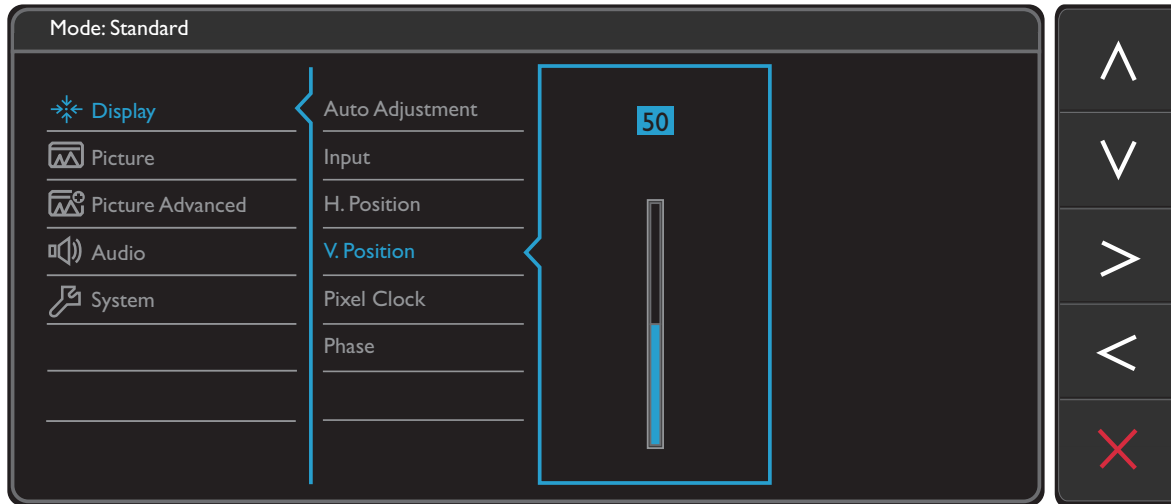 Mode: Standard
Display
Picture
Picture Advanced
Audio
System
Auto Adjustment
Input
H. Position
V. Position
Pixel Clock
Phase
50